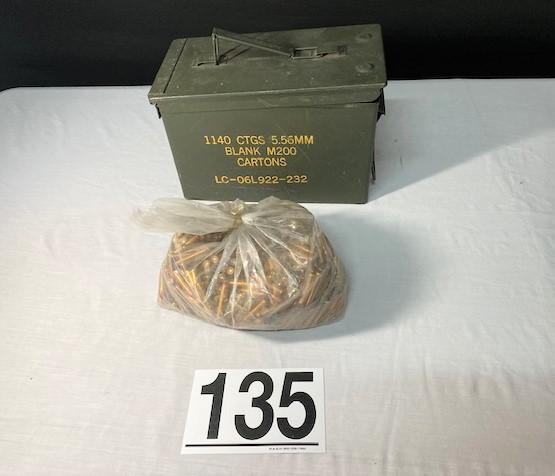 1140 CTGS 5.56MM
BLANK M200
CARTONS
LC-06L922-232
135